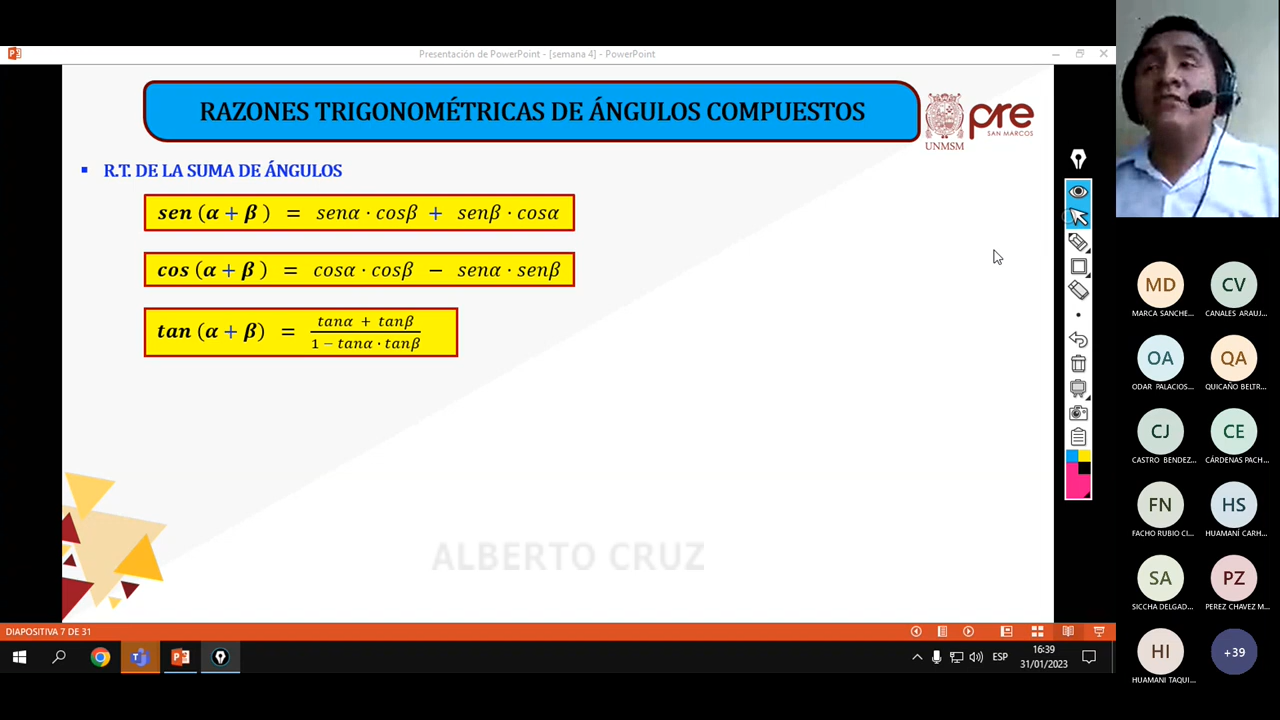 Presentación de PowerPoint - [semana 4] - PowerPoint
RAZONES TRIGONOMÉTRICAS DE ÁNGULOS COMPUESTOS
UNMSM
pre
SAN MARCOS
R.T. DE LA SUMA DE ÁNGULOS
sen (α + β ) = senα · cosβ + senβ · cosα
cos (α + β ) = cosα · cosβ − senα · senβ
tan (α + β) = tanα + tanβ
1 − tanα · tanβ
ALBERTO CRUZ
DIAPOSITIVA 7 DE 31
ESP
16:39
31/01/2023
MD
MARCA SANCHE...
CV
CANALES ARAUJ...
OA
ODAR PALACIOS...
QA
QUICAÑO BELTR...
CJ
CASTRO BENDEZ...
CE
CÁRDENAS PACH...
FN
FACHO RUBIO CI...
HS
HUAMANÍ CARH...
SA
SICCHA DELGAD...
PZ
PEREZ CHAVEZ M...
HI
HUAMANI TAQUI...
+39